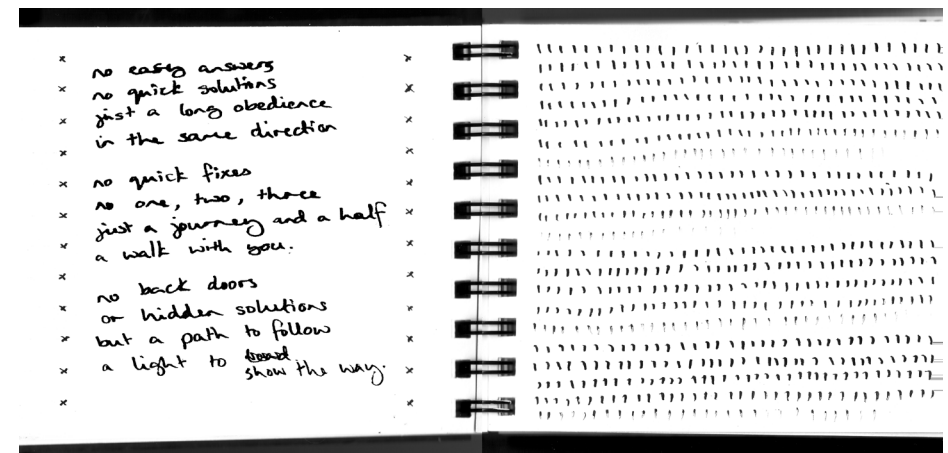 no easy answers
no quick solutions
just a long obedience
in the same direction
no quick fixes
no one, two, three
just a journey and a half
a walk with you.
no back doors
or hidden solutions
but a path to follow
a light to
show the way.